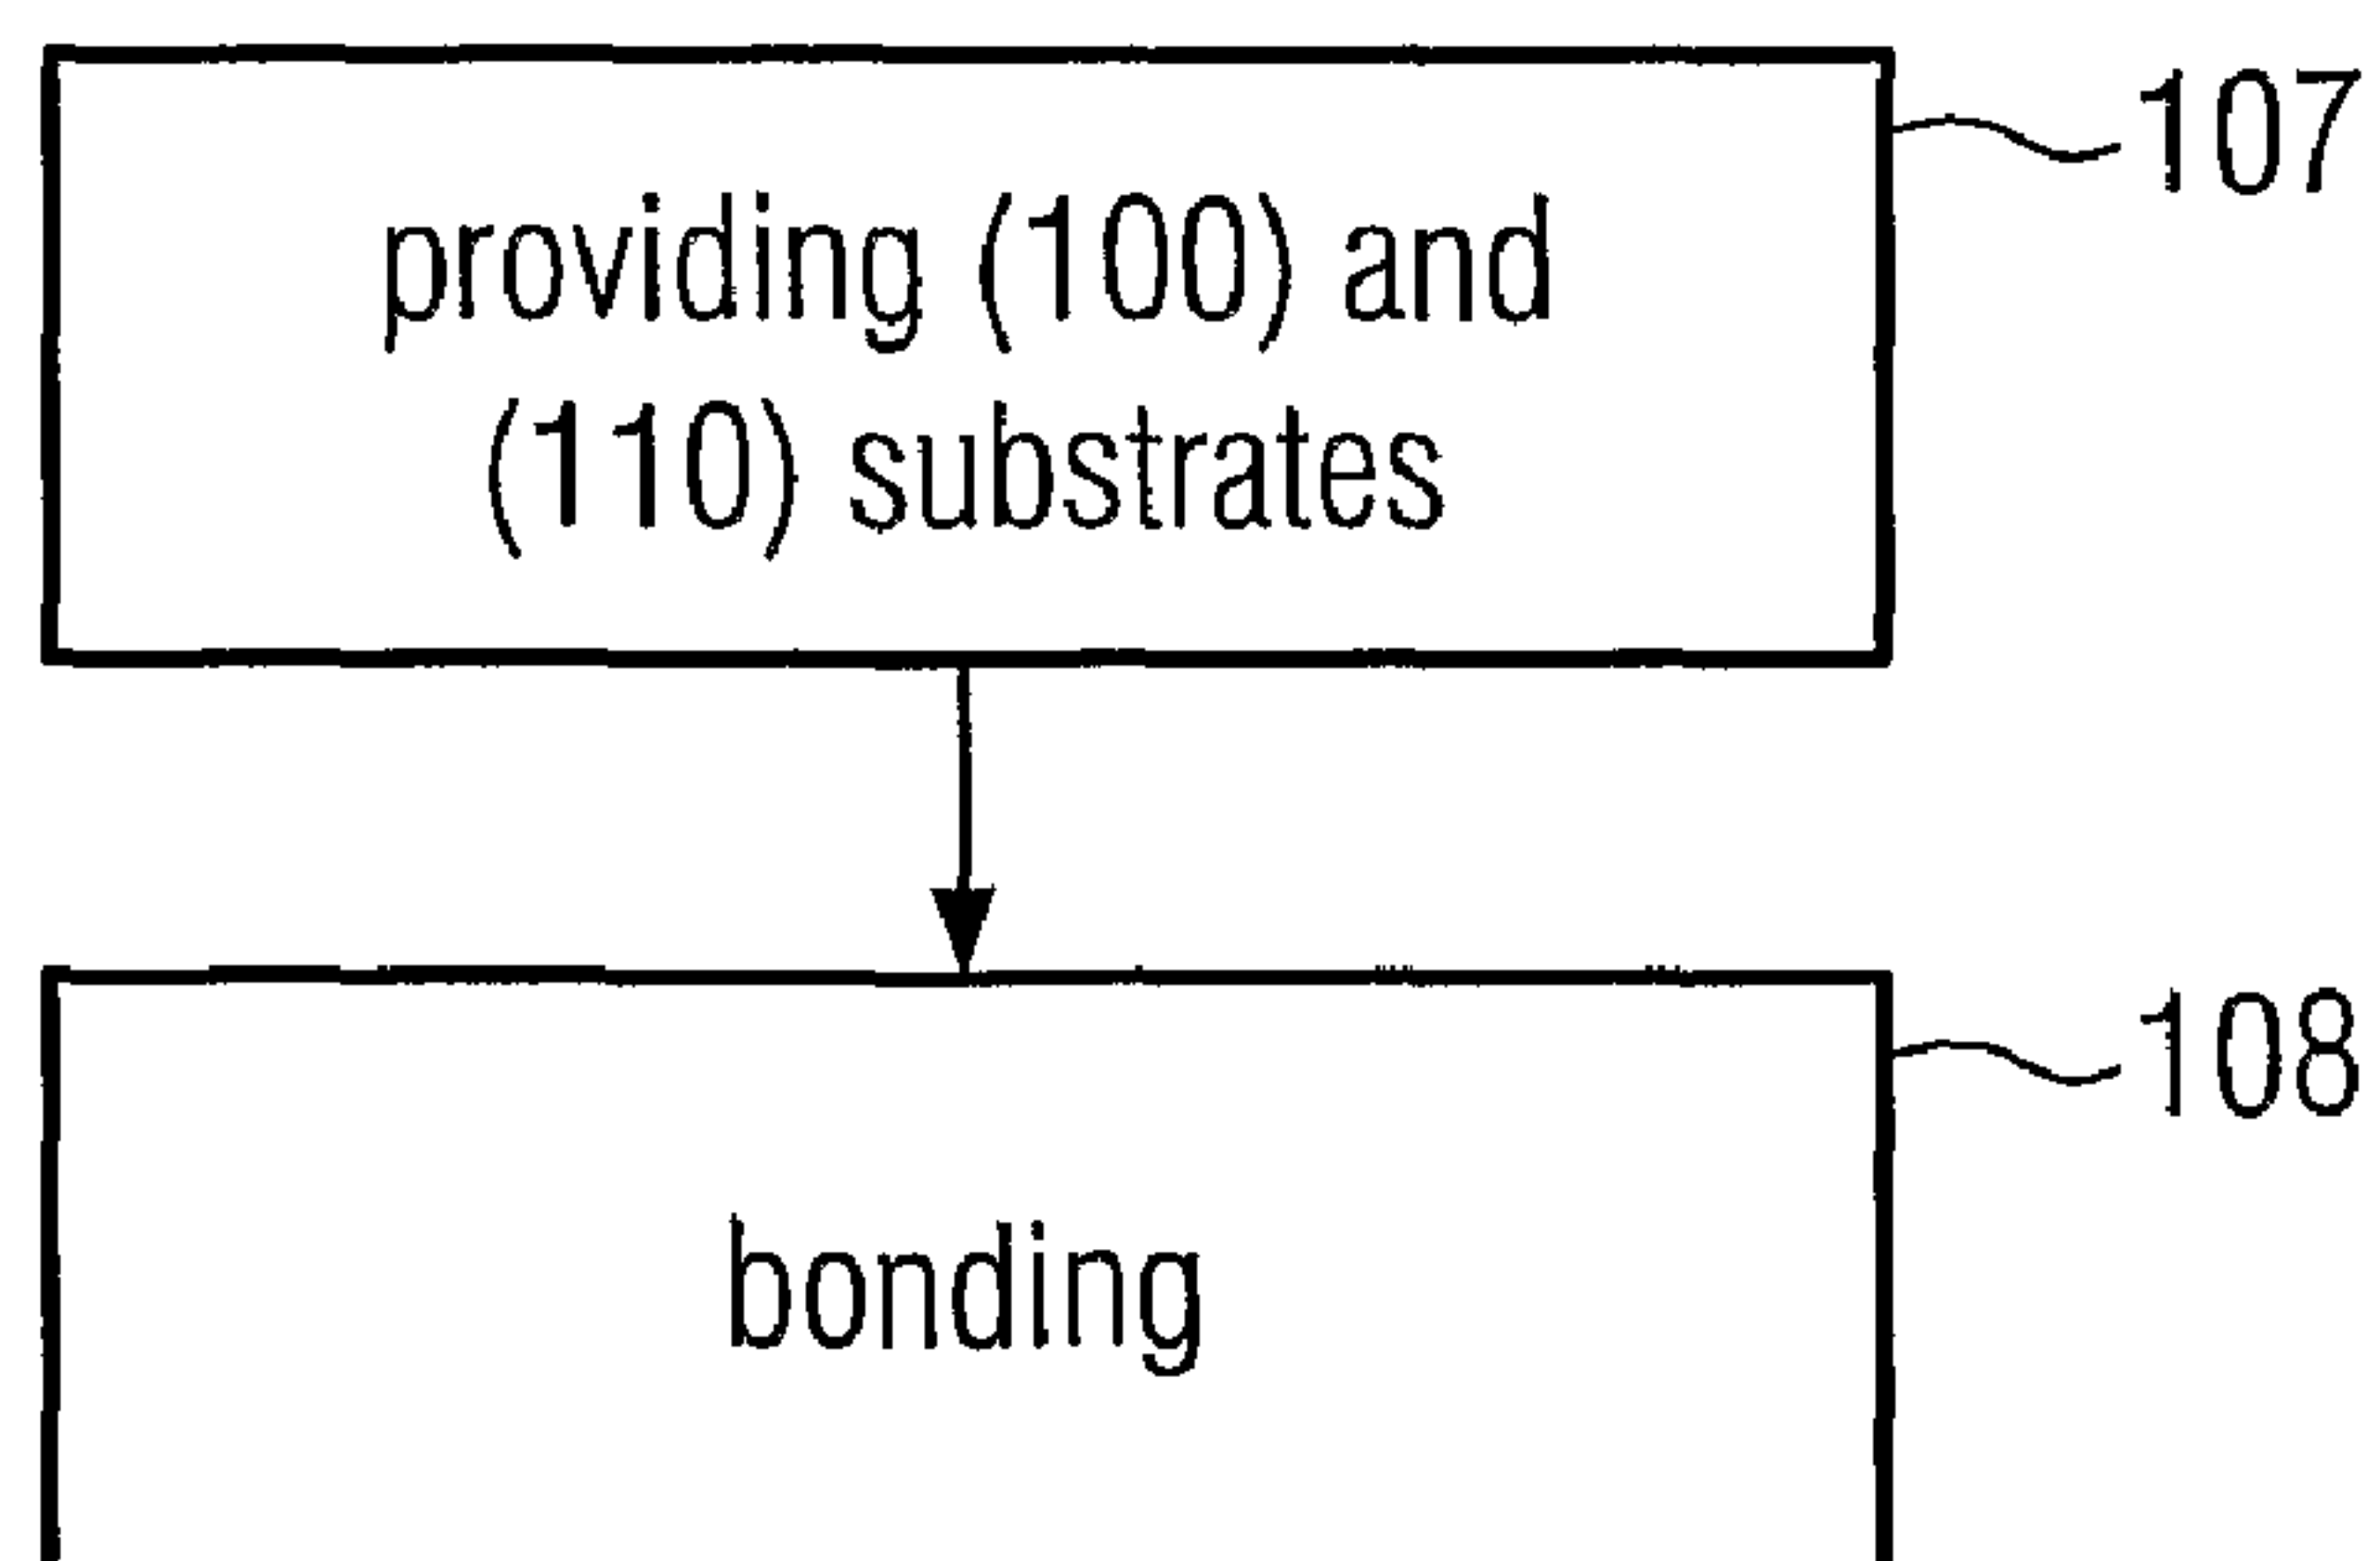 107
providing (100) and
(110) substrates
108
bonding